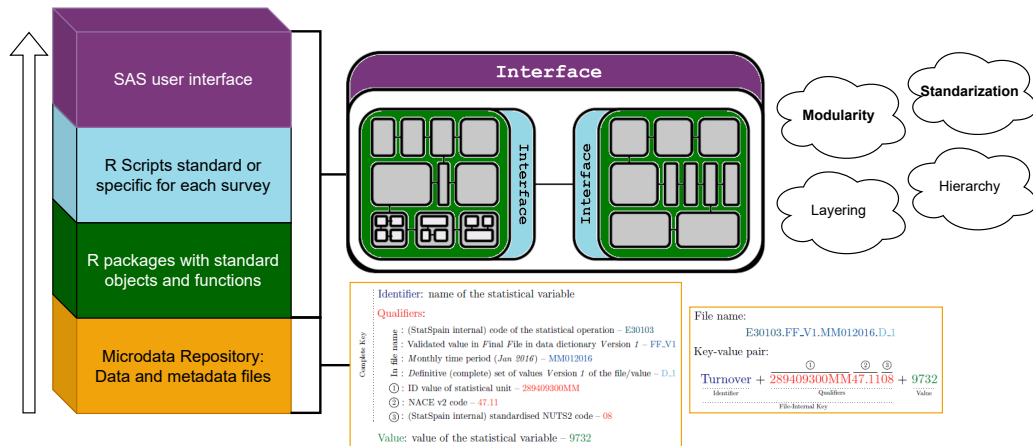 SAS user interface
R Scripts standard or
specific for each survey
R packages with standard
objects and functions
Microdata Repository:
Data and metadata files
Interface
Interface
Interface
Modularity
Standarization
Layering
Hierarchy
Complete Key
Identifier: name of the statistical variable
Qualifiers:
In file name
: (StatSpain internal) code of the statistical operation – E30103
: Validated value in Final File in data dictionary Version 1 – FF_V1
: Monthly time period (Jan 2016) – MM012016
: Definitive (complete) set of values Version 1 of the file/value – D_1
① : ID value of statistical unit – 289409300MM
② : NACE v2 code – 47.11
③ : (StatSpain internal) standardised NUTS2 code – 08
Value: value of the statistical variable – 9732
File name:
E30103.FF_V1.MM012016.D_1
Key-value pair:
① ② ③
Turnover + 289409300MM47.1108 + 9732
Identifier Qualifiers Value
File-Internal Key